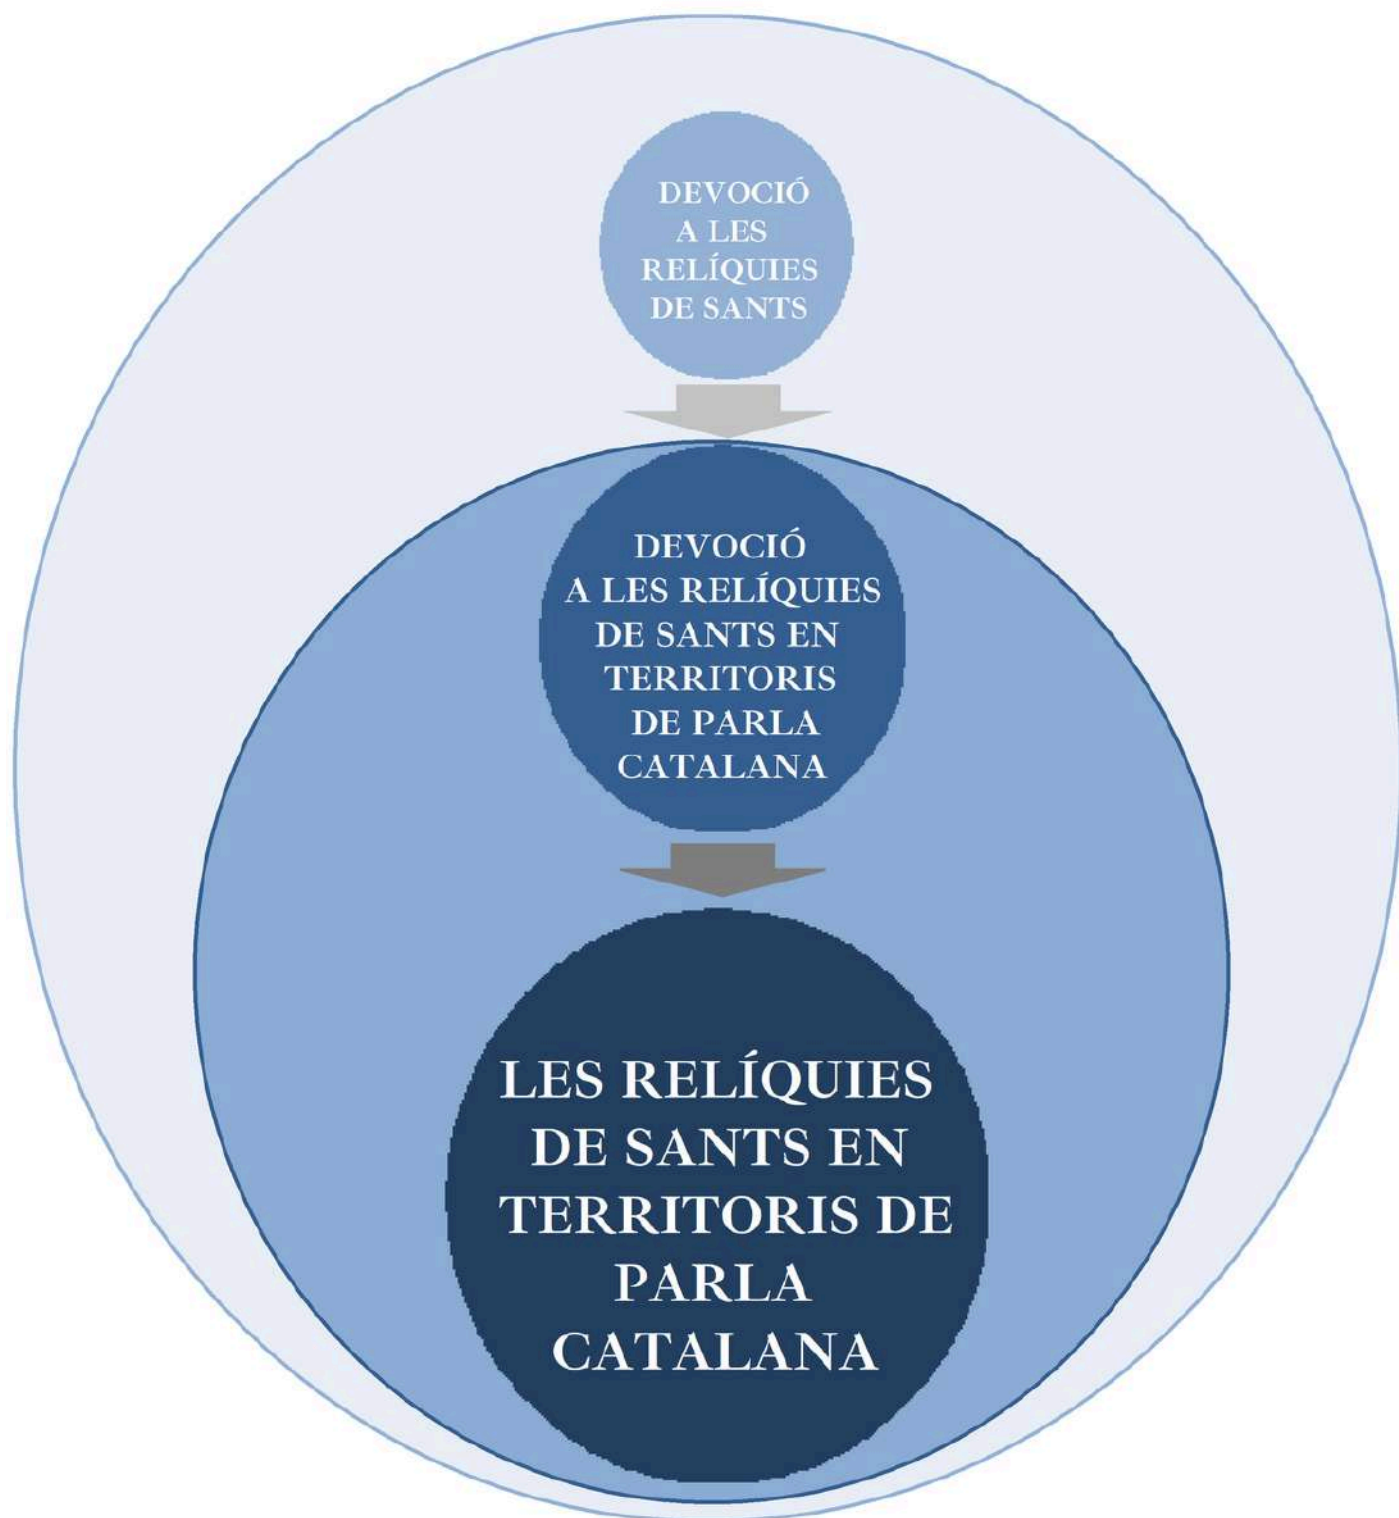 DEVOCIÓ
A LES
RELÍQUIES
DE SANTS
DEVOCIÓ
A LES RELÍQUIES
DE SANTS EN
TERRITORIS
DE PARLA
CATALANA
LES RELÍQUIES
DE SANTS EN
TERRITORIS DE
PARLA
CATALANA